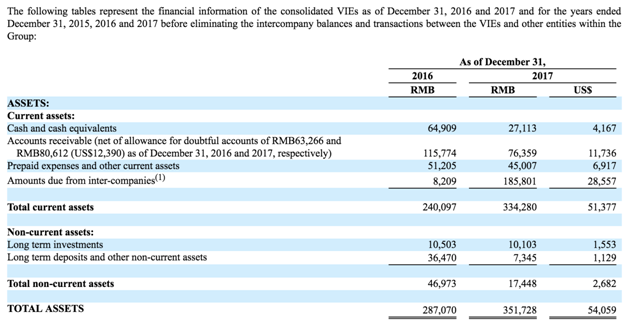 The following tables represent the financial information of the consolidated VIEs as of December 31, 2016 and 2017 and for the years ended
December 31, 2015, 2016 and 2017 before eliminating the intercompany balances and transactions between the VIEs and other entities within the
Group:
As of December 31,
2016 2017
RMB RMB US$
ASSETS:
Current assets:
Cash and cash equivalents 64,909 27,113 4,167
Accounts receivable (net of allowance for doubtful accounts of RMB63,266 and
RMB80,612 (US$12,390) as of December 31, 2016 and 2017, respectively) 115,774 76,359 11,736
Prepaid expenses and other current assets 51,205 45,007 6,917
Amounts due from inter-companies(1) 8,209 185,801 28,557
Total current assets 240,097 334,280 51,377
Non-current assets:
Long term investments 10,503 10,103 1,553
Long term deposits and other non-current assets 36,470 7,345 1,129
Total non-current assets 46,973 17,448 2,682
TOTAL ASSETS 287,070 351,728 54,059